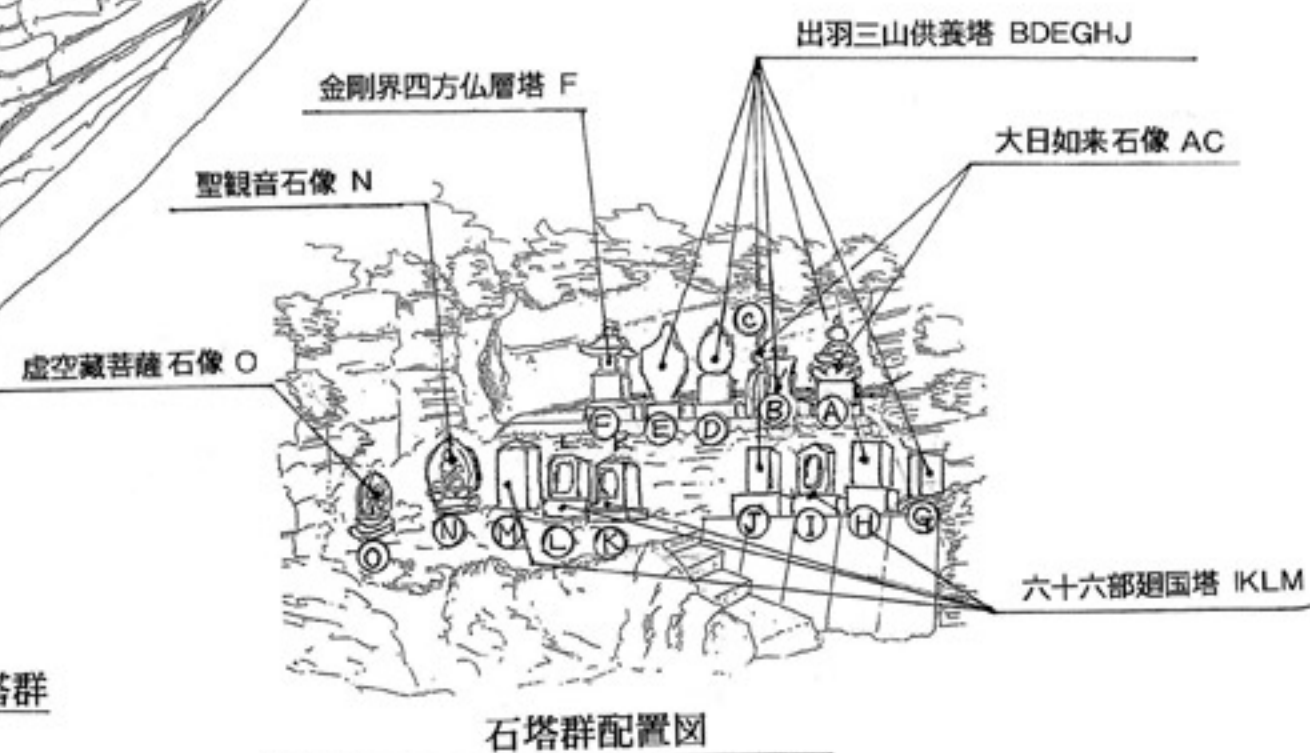 出羽三山供養塔 BDEGHJ
金剛界四方仏層塔 F
大日如来石像 AC
聖観音石像 N
虚空蔵菩薩石像 O
C
F E D B A
O N M L K J I H G
六十六部廻国塔 IKLM
塔群
石塔群配置図